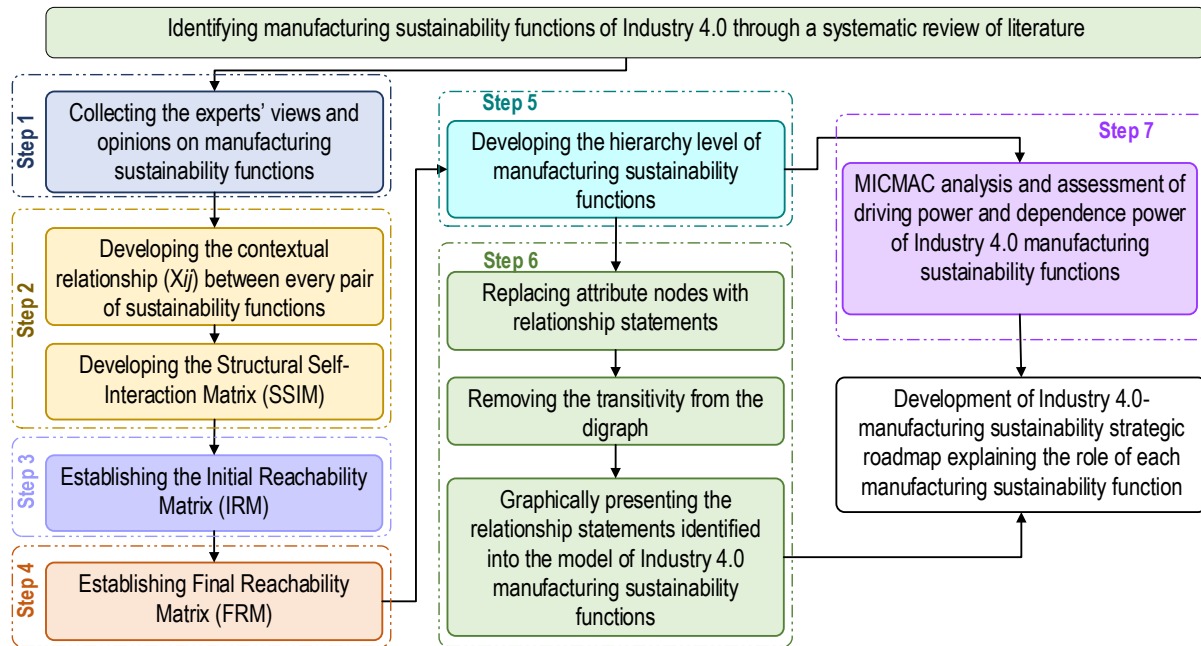 Identifying manufacturing sustainability functions of Industry 4.0 through a systematic review of literature
Step 1
Collecting the experts' views and
opinions on manufacturing
sustainability functions
Step 2
Developing the contextual
relationship (Xij) between every pair
of sustainability functions
Developing the Structural Self-
Interaction Matrix (SSIM)
Step 3
Establishing the Initial Reachability
Matrix (IRM)
Step 4
Establishing Final Reachability
Matrix (FRM)
Step 5
Developing the hierarchy level of
manufacturing sustainability
functions
Step 6
Replacing attribute nodes with
relationship statements
Removing the transitivity from the
digraph
Graphically presenting the
relationship statements identified
into the model of Industry 4.0
manufacturing sustainability
functions
Step 7
MICMAC analysis and assessment of
driving power and dependence power
of Industry 4.0 manufacturing
sustainability functions
Development of Industry 4.0-
manufacturing sustainability strategic
roadmap explaining the role of each
manufacturing sustainability function